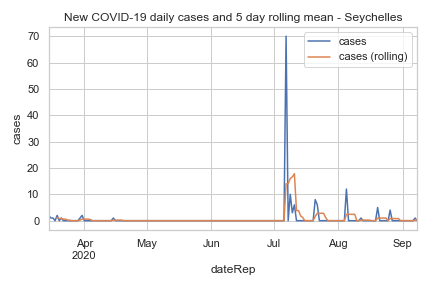 New COVID-19 daily cases and 5 day rolling mean - Seychelles
cases
cases (rolling)
70
60
50
40
30
20
10
0
cases
Apr
2020
May
Jun
Jul
Aug
Sep
dateRep